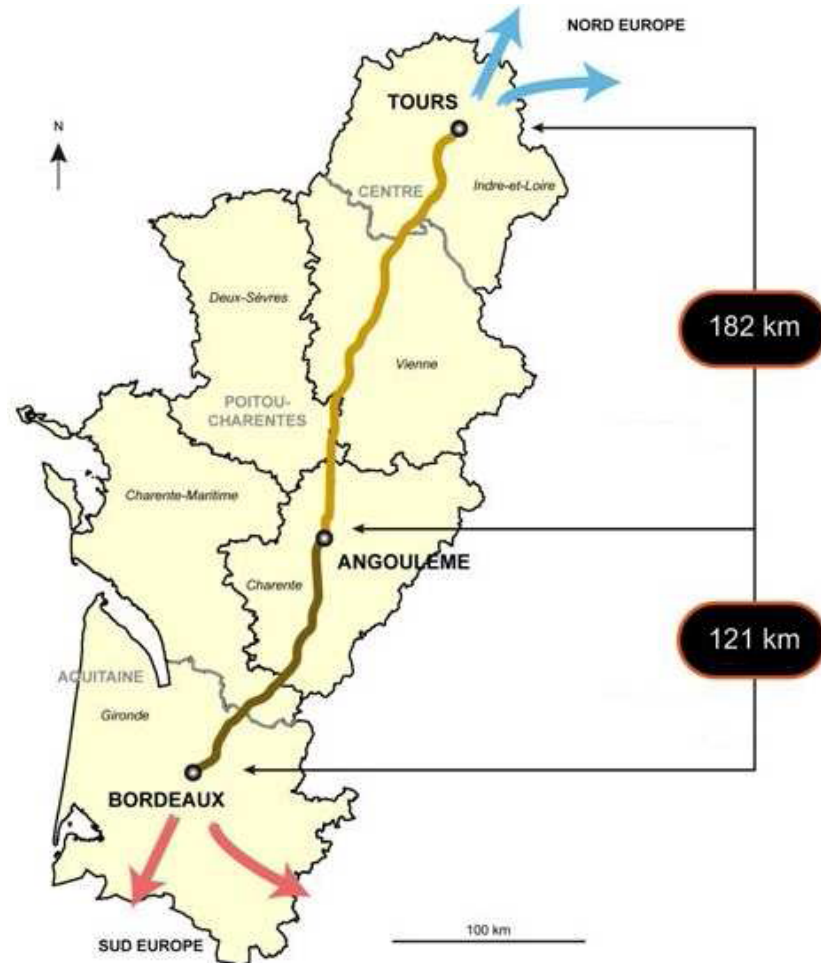 NORD EUROPE
TOURS
N
CENTRE
Indre-et-Loire
Deux-Sèvres
182 km
Vienne
POITOU-
CHARENTES
Charente-Maritime
ANGOULÊME
Charente
121 km
AQUITAINE
Gironde
BORDEAUX
100 km
SUD EUROPE